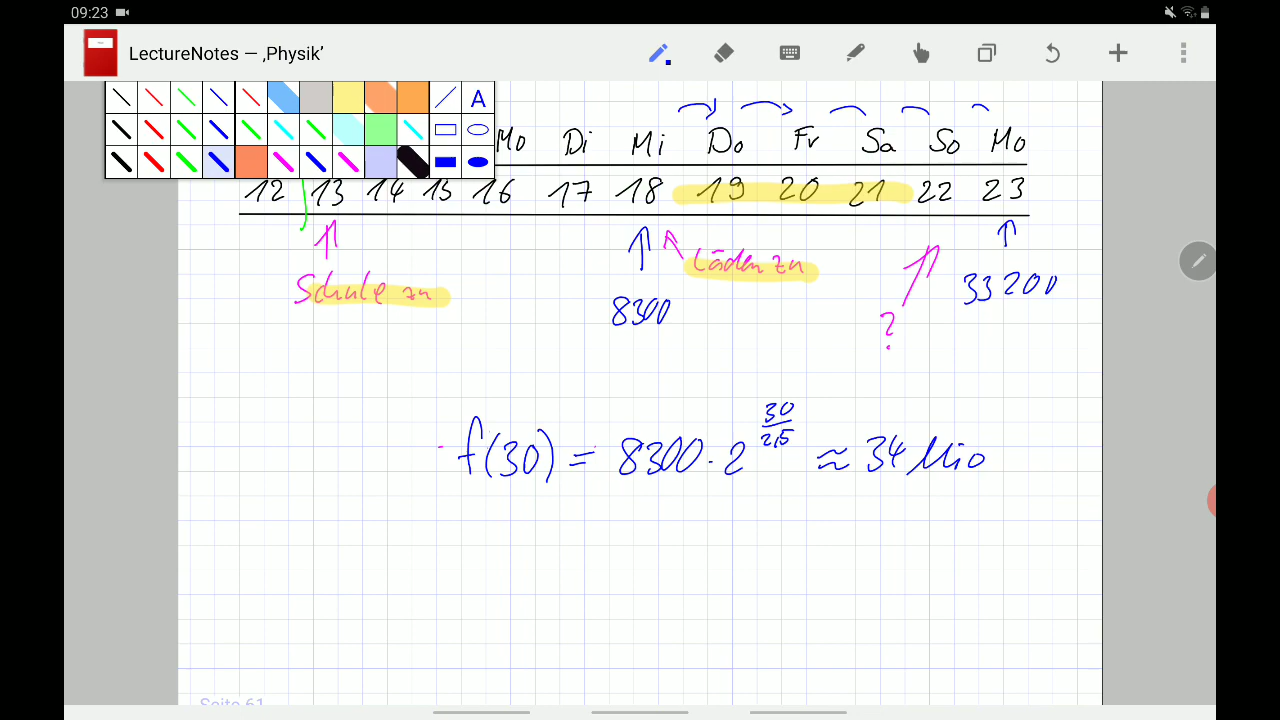 09:23
LectureNotes — ‚Physik’
A
Mo Di Mi Do Fr Sa So Mo
12 13 14 15 16 17 18 19 20 21 22 23
Schule zu
Läden zu
8300
33200
?
f(30) = 8300 · 2^(30/2,5) ≈ 34 Mio
Seite 61